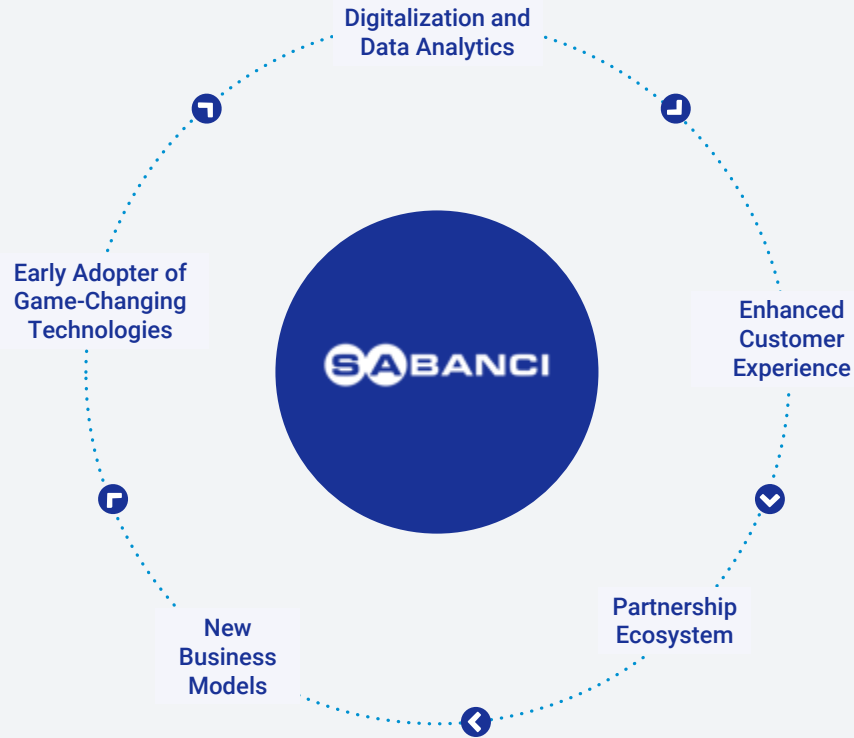 Digitalization and
Data Analytics
Enhanced
Customer
Experience
Partnership
Ecosystem
New
Business
Models
Early Adopter of
Game-Changing
Technologies
SABANCI